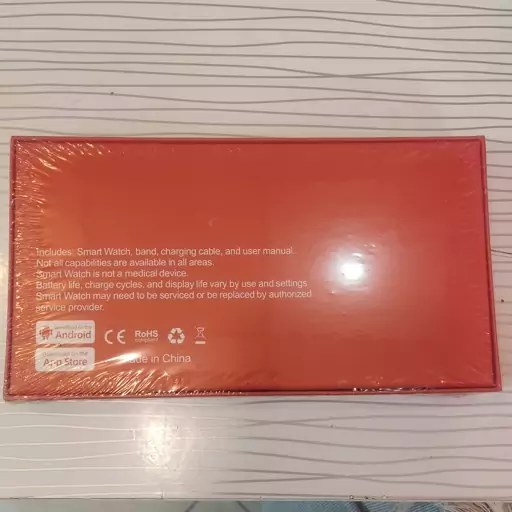 Includes: Smart Watch, band, charging cable, and user manual.
Not all capabilities are available in all areas.
Smart Watch is not a medical device.
Battery life, charge cycles, and display life vary by use and settings
Smart Watch may need to be serviced or be replaced by authorized
service provider.
Android
CE RoHS
App Store
in China